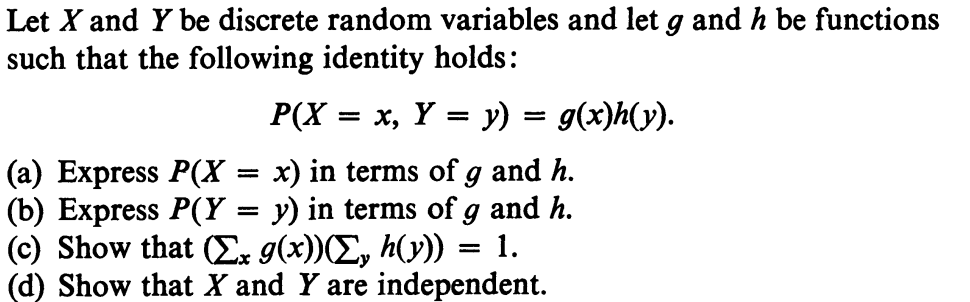 Let X and Y be discrete random variables and let g and h be functions
such that the following identity holds:
P(X = x, Y = y) = g(x)h(y).
(a) Express P(X = x) in terms of g and h.
(b) Express P(Y = y) in terms of g and h.
(c) Show that (∑ₓ g(x))(∑_y h(y)) = 1.
(d) Show that X and Y are independent.